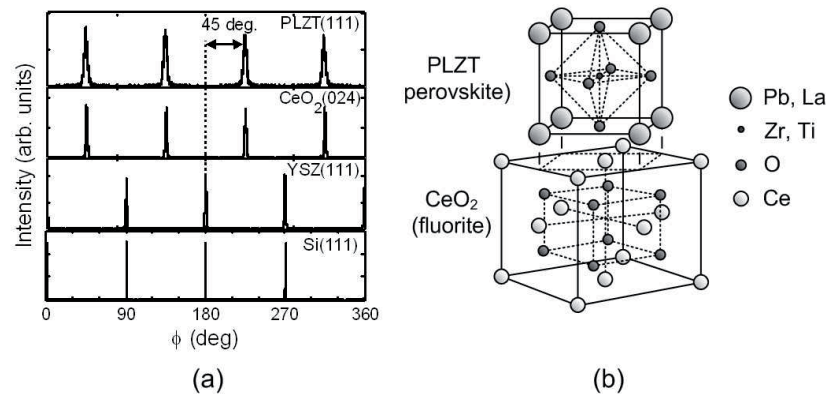 45 deg.
PLZT(111)
CeO₂(024)
YSZ(111)
Si(111)
Intensity (arb. units)
0 90 180 270 360
ϕ (deg)
(a)
PLZT
perovskite)
CeO₂
(fluorite)
Pb, La
Zr, Ti
O
Ce
(b)